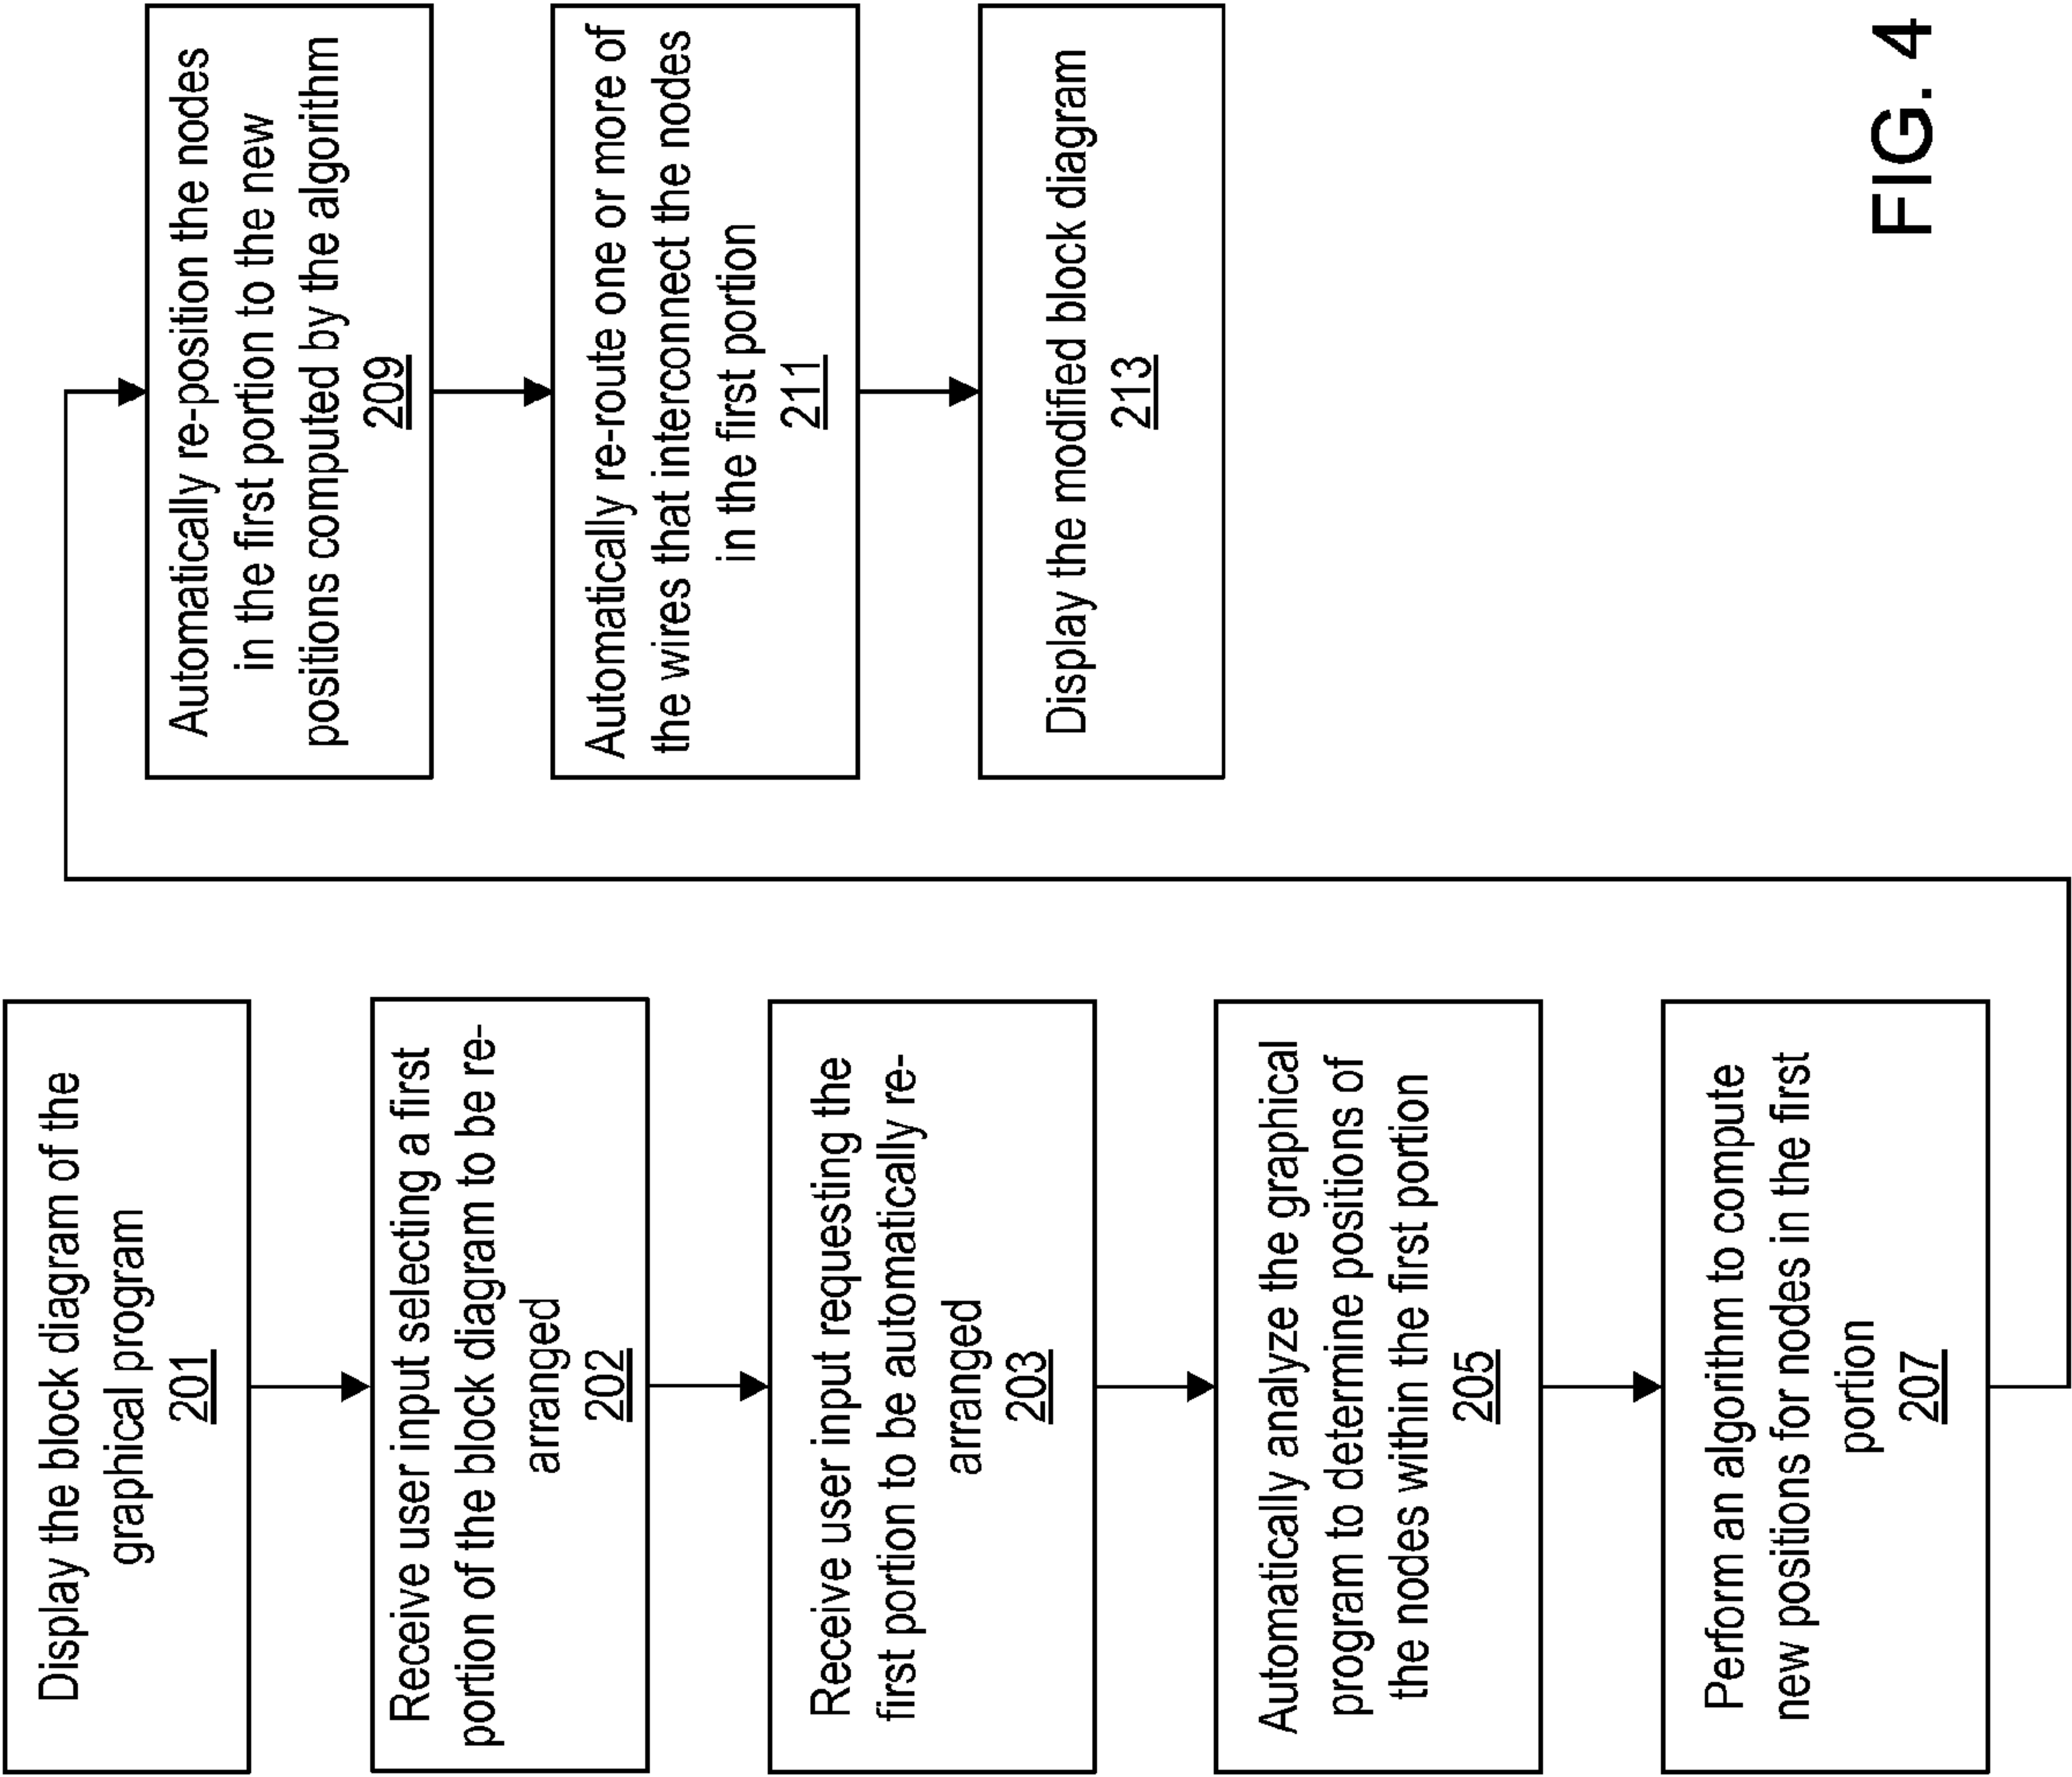 Display the block diagram of the
graphical program
201
Receive user input selecting a first
portion of the block diagram to be re-
arranged
202
Receive user input requesting the
first portion to be automatically re-
arranged
203
Automatically analyze the graphical
program to determine positions of
the nodes within the first portion
205
Perform an algorithm to compute
new positions for nodes in the first
portion
207
Automatically re-position the nodes
in the first portion to the new
positions computed by the algorithm
209
Automatically re-route one or more of
the wires that interconnect the nodes
in the first portion
211
Display the modified block diagram
213
FIG. 4